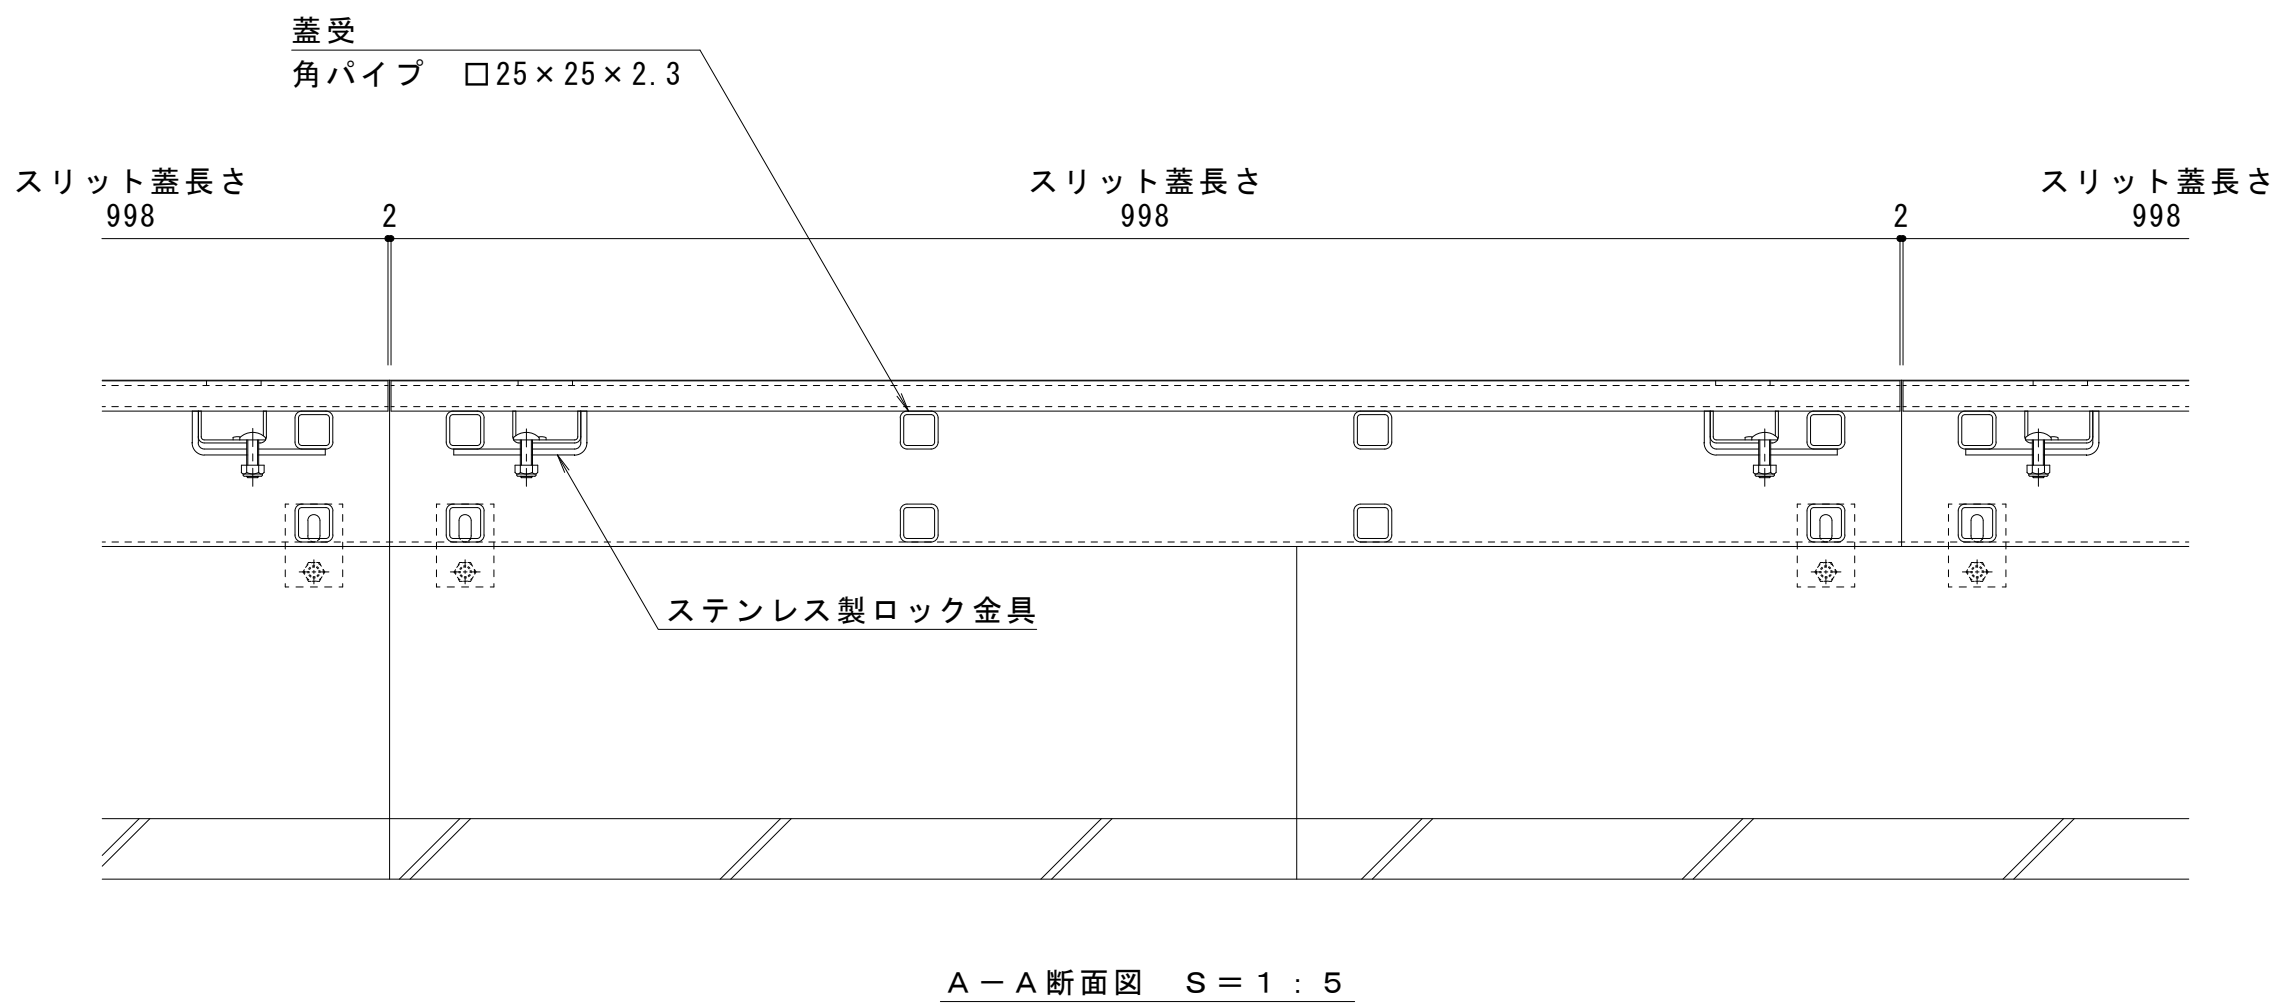 蓋受
角パイプ　□25×25×2.3
スリット蓋長さ
998
2
スリット蓋長さ
998
2
スリット蓋長さ
998
ステンレス製ロック金具
Ａ－Ａ断面図　Ｓ＝１：５